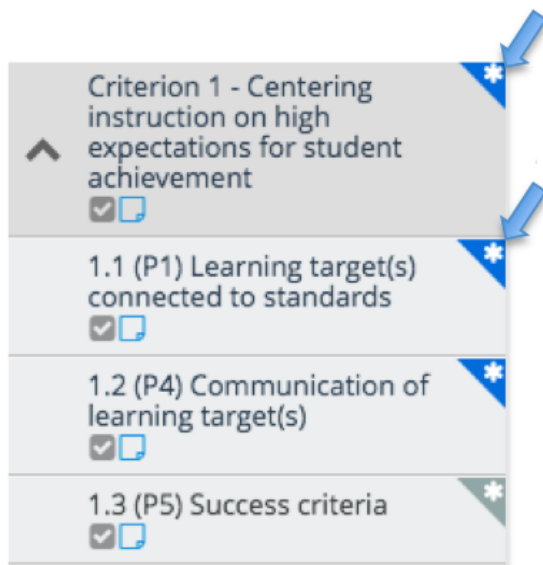 Criterion 1 - Centering
instruction on high
expectations for student
achievement
1.1 (P1) Learning target(s)
connected to standards
1.2 (P4) Communication of
learning target(s)
1.3 (P5) Success criteria